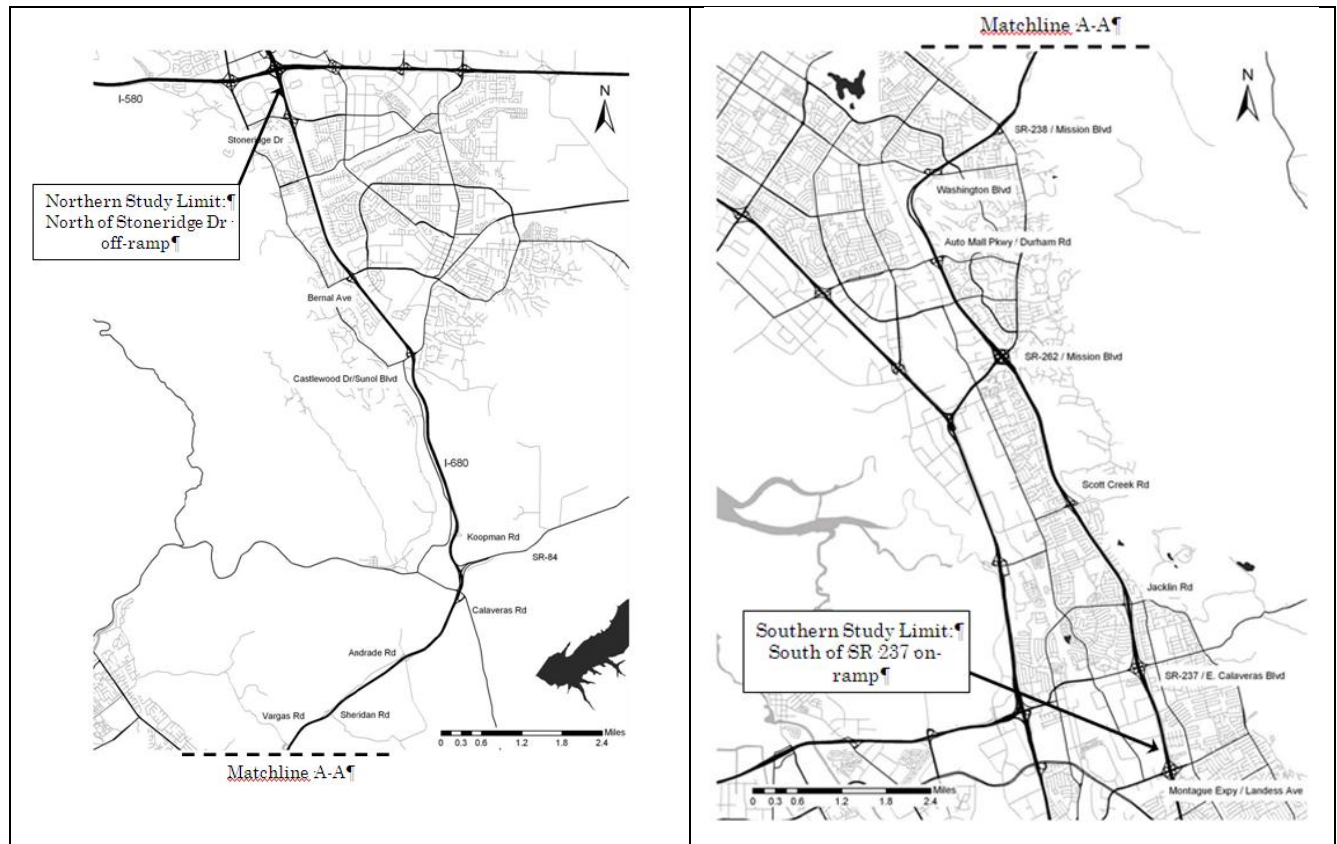 I-580
N
Stoneridge Dr
Northern Study Limit:¶
North of Stoneridge Dr
off-ramp¶
Bernal Ave
Castlewood Dr/Sunol Blvd
I-680
Koopman Rd
SR-84
Calaveras Rd
Andrade Rd
Vargas Rd
Sheridan Rd
0 0.3 0.6 1.2 1.8 2.4 Miles
Matchline A-A¶
Matchline A-A¶
N
SR-238 / Mission Blvd
Washington Blvd
Auto Mall Pkwy / Durham Rd
SR-262 / Mission Blvd
Scott Creek Rd
Jacklin Rd
Southern Study Limit:¶
South of SR 237 on-
ramp¶
SR-237 / E. Calaveras Blvd
0 0.3 0.6 1.2 1.8 2.4 Miles
Montague Expy / Landess Ave